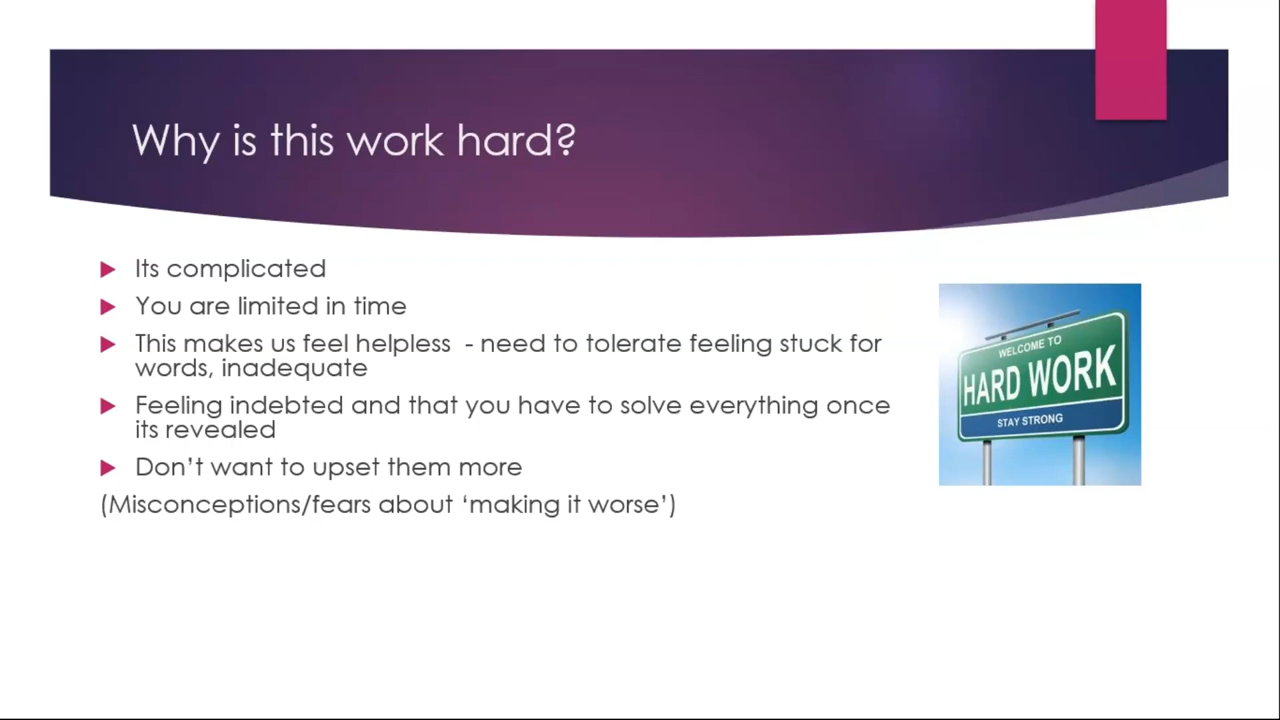 Why is this work hard?
Its complicated
You are limited in time
This makes us feel helpless  - need to tolerate feeling stuck for
words, inadequate
Feeling indebted and that you have to solve everything once
its revealed
Don’t want to upset them more
(Misconceptions/fears about ‘making it worse’)
WELCOME TO
HARD WORK
STAY STRONG